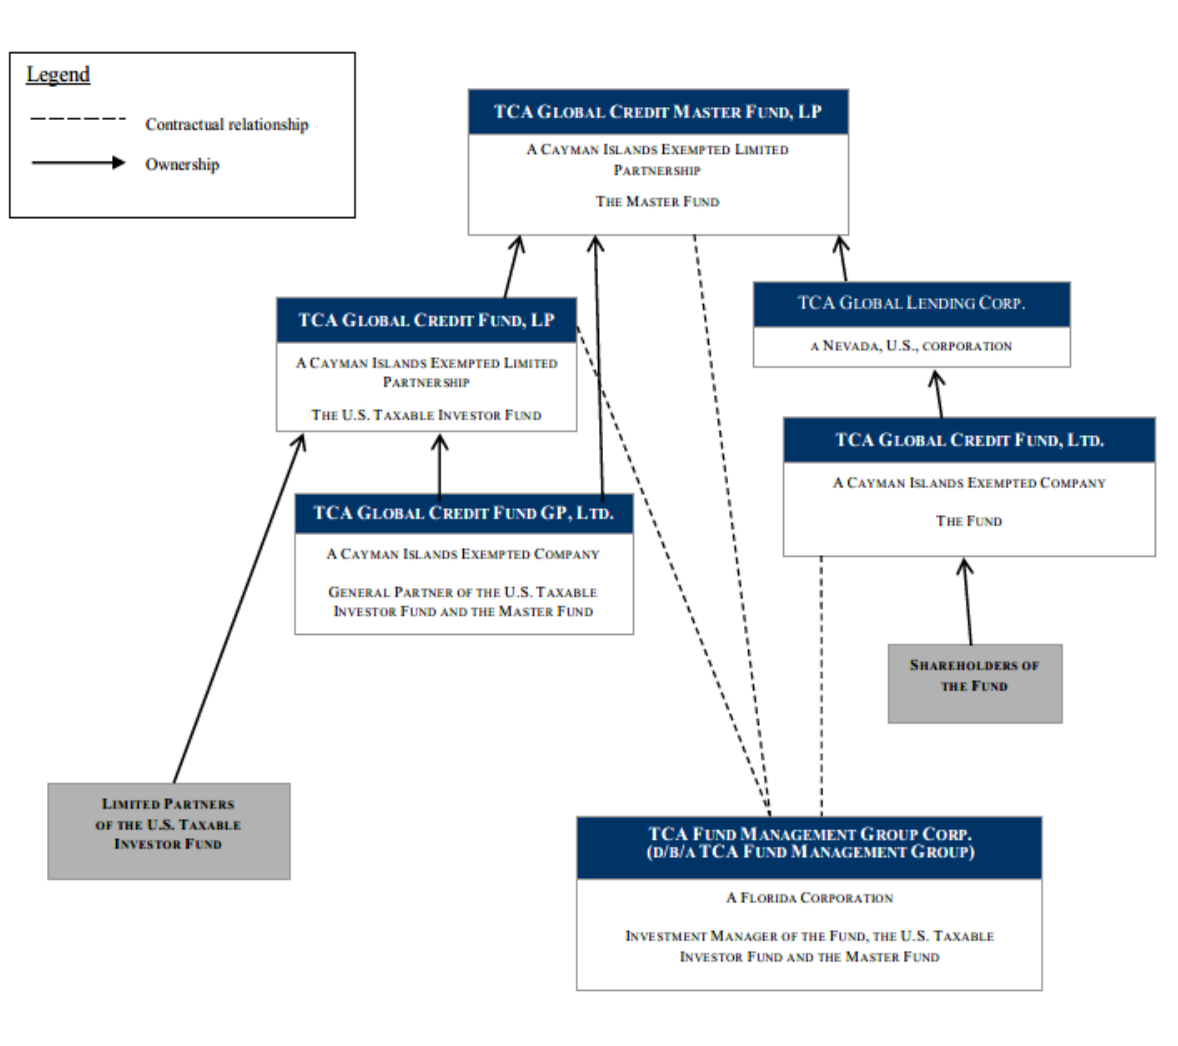 Legend
Contractual relationship
Ownership
TCA GLOBAL CREDIT MASTER FUND, LP
A CAYMAN ISLANDS EXEMPTED LIMITED
PARTNERSHIP
THE MASTER FUND
TCA GLOBAL CREDIT FUND, LP
A CAYMAN ISLANDS EXEMPTED LIMITED
PARTNERSHIP
THE U.S. TAXABLE INVESTOR FUND
TCA GLOBAL LENDING CORP.
A NEVADA, U.S., CORPORATION
TCA GLOBAL CREDIT FUND, LTD.
A CAYMAN ISLANDS EXEMPTED COMPANY
THE FUND
TCA GLOBAL CREDIT FUND GP, LTD.
A CAYMAN ISLANDS EXEMPTED COMPANY
GENERAL PARTNER OF THE U.S. TAXABLE
INVESTOR FUND AND THE MASTER FUND
SHAREHOLDERS OF
THE FUND
LIMITED PARTNERS
OF THE U.S. TAXABLE
INVESTOR FUND
TCA FUND MANAGEMENT GROUP CORP.
(D/B/A TCA FUND MANAGEMENT GROUP)
A FLORIDA CORPORATION
INVESTMENT MANAGER OF THE FUND, THE U.S. TAXABLE
INVESTOR FUND AND THE MASTER FUND